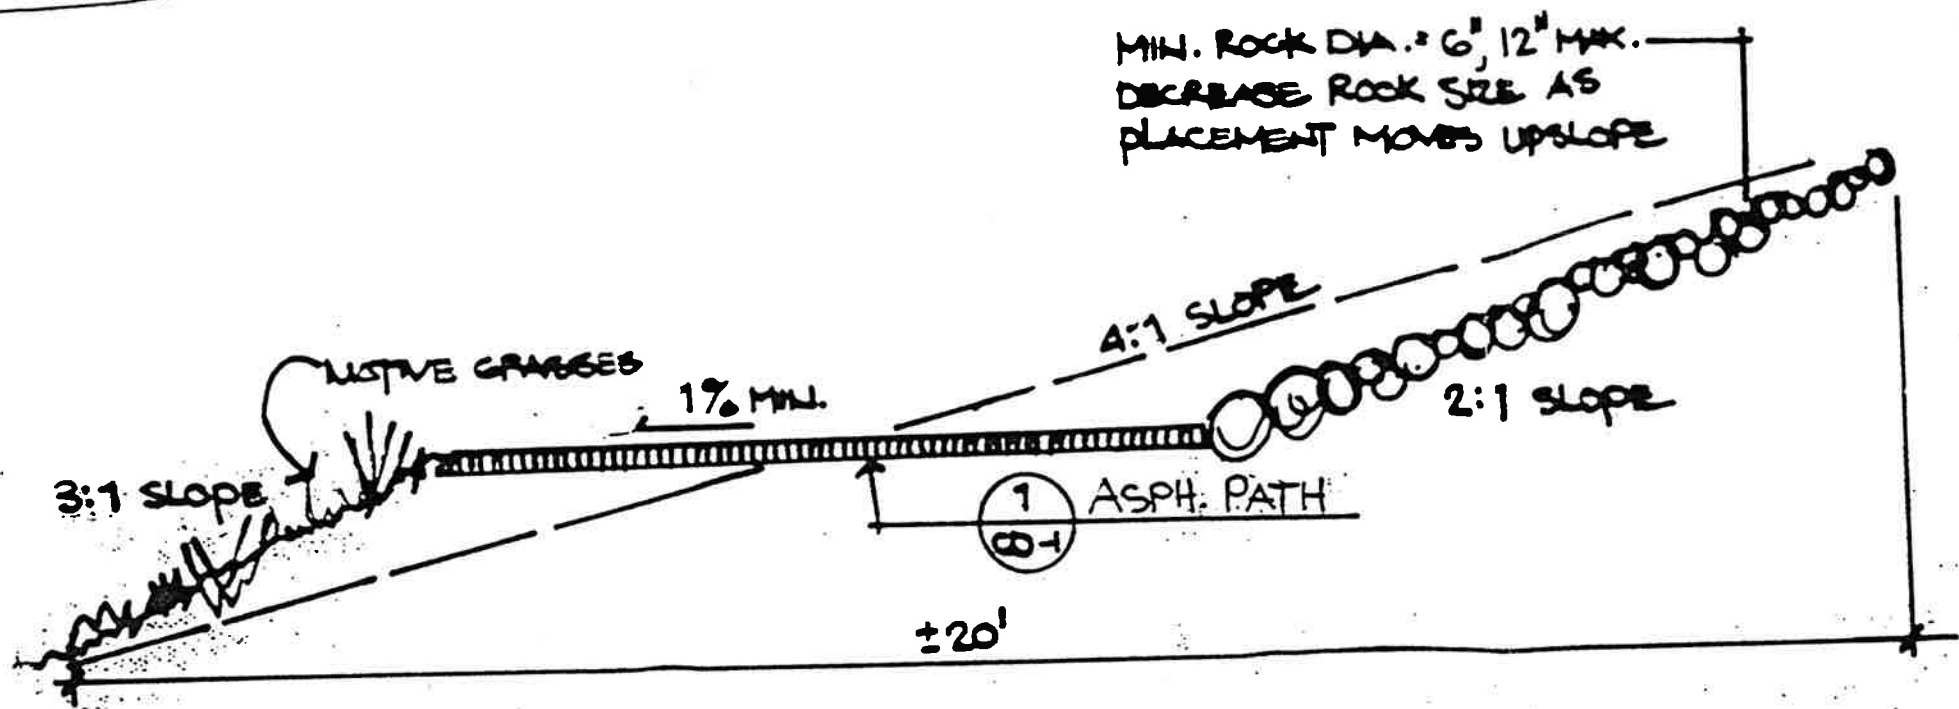 MIN. ROCK DIA. = 6", 12" MAX.
DECREASE ROCK SIZE AS
PLACEMENT MOVES UPSLOPE
4:1 SLOPE
NATIVE GRASSES
1% MIN.
2:1 SLOPE
3:1 SLOPE
1
ASPH. PATH
±20'